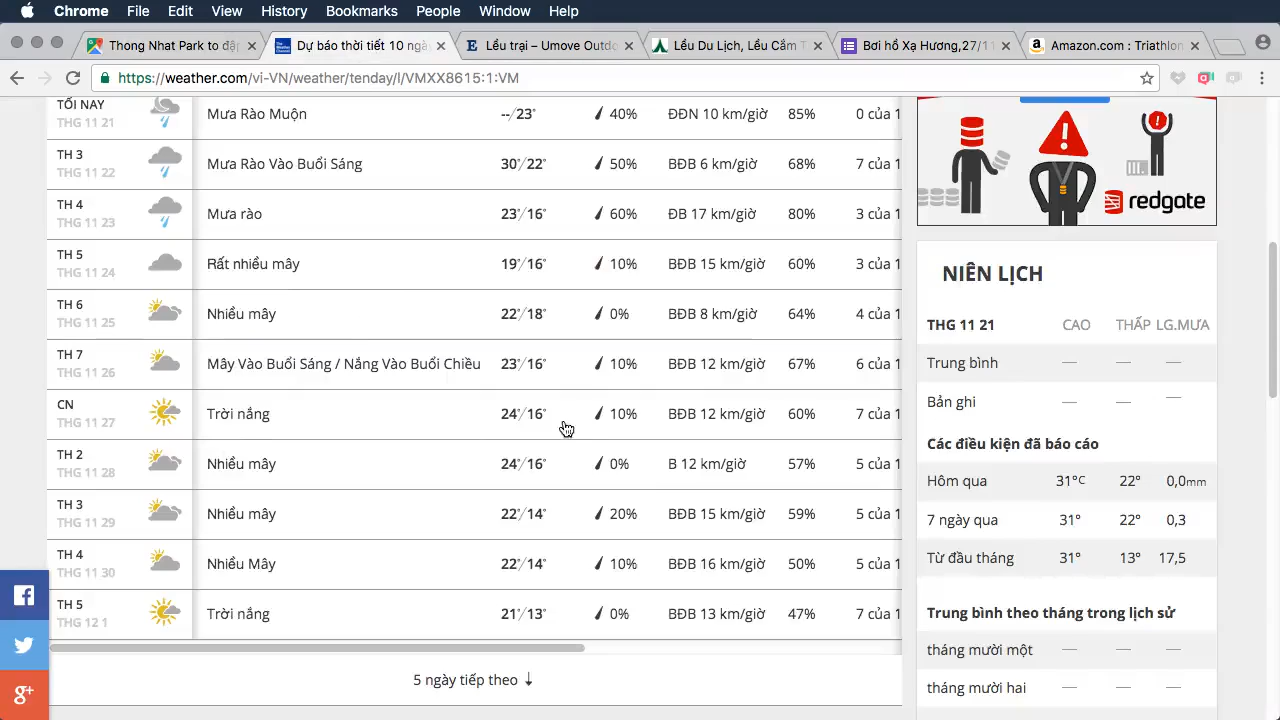 Chrome File Edit View History Bookmarks People Window Help
Thong Nhat Park to đệ Dự báo thời tiết 10 ngà Lều trại – Umove Outdo Lều Du Lịch, Lều Cắm T Bơi hồ Xạ Hương,27/ Amazon.com : Triathlon
https://weather.com/vi-VN/weather/tenday/l/VMXX8615:1:VM
TỐI NAY
THG 11 21
Mưa Rào Muộn --/23° 40% ĐĐN 10 km/giờ 85% 0 của 1
TH 3
THG 11 22
Mưa Rào Vào Buổi Sáng 30°/22° 50% BĐB 6 km/giờ 68% 7 của 1
TH 4
THG 11 23
Mưa rào 23°/16° 60% ĐB 17 km/giờ 80% 3 của 1
TH 5
THG 11 24
Rất nhiều mây 19°/16° 10% BĐB 15 km/giờ 60% 3 của 1
TH 6
THG 11 25
Nhiều mây 22°/18° 0% BĐB 8 km/giờ 64% 4 của 1
TH 7
THG 11 26
Mây Vào Buổi Sáng / Nắng Vào Buổi Chiều 23°/16° 10% BĐB 12 km/giờ 67% 6 của 1
CN
THG 11 27
Trời nắng 24°/16° 10% BĐB 12 km/giờ 60% 7 của 1
TH 2
THG 11 28
Nhiều mây 24°/16° 0% B 12 km/giờ 57% 5 của 1
TH 3
THG 11 29
Nhiều mây 22°/14° 20% BĐB 15 km/giờ 59% 5 của 1
TH 4
THG 11 30
Nhiều Mây 22°/14° 10% BĐB 16 km/giờ 50% 5 của 1
TH 5
THG 12 1
Trời nắng 21°/13° 0% BĐB 13 km/giờ 47% 7 của 1
5 ngày tiếp theo ↓
redgate
NIÊN LỊCH
THG 11 21 CAO THẤP LG.MƯA
Trung bình — — —
Bản ghi — — —
Các điều kiện đã báo cáo
Hôm qua 31°C 22° 0,0mm
7 ngày qua 31° 22° 0,3
Từ đầu tháng 31° 13° 17,5
Trung bình theo tháng trong lịch sử
tháng mười một — — —
tháng mười hai — — —